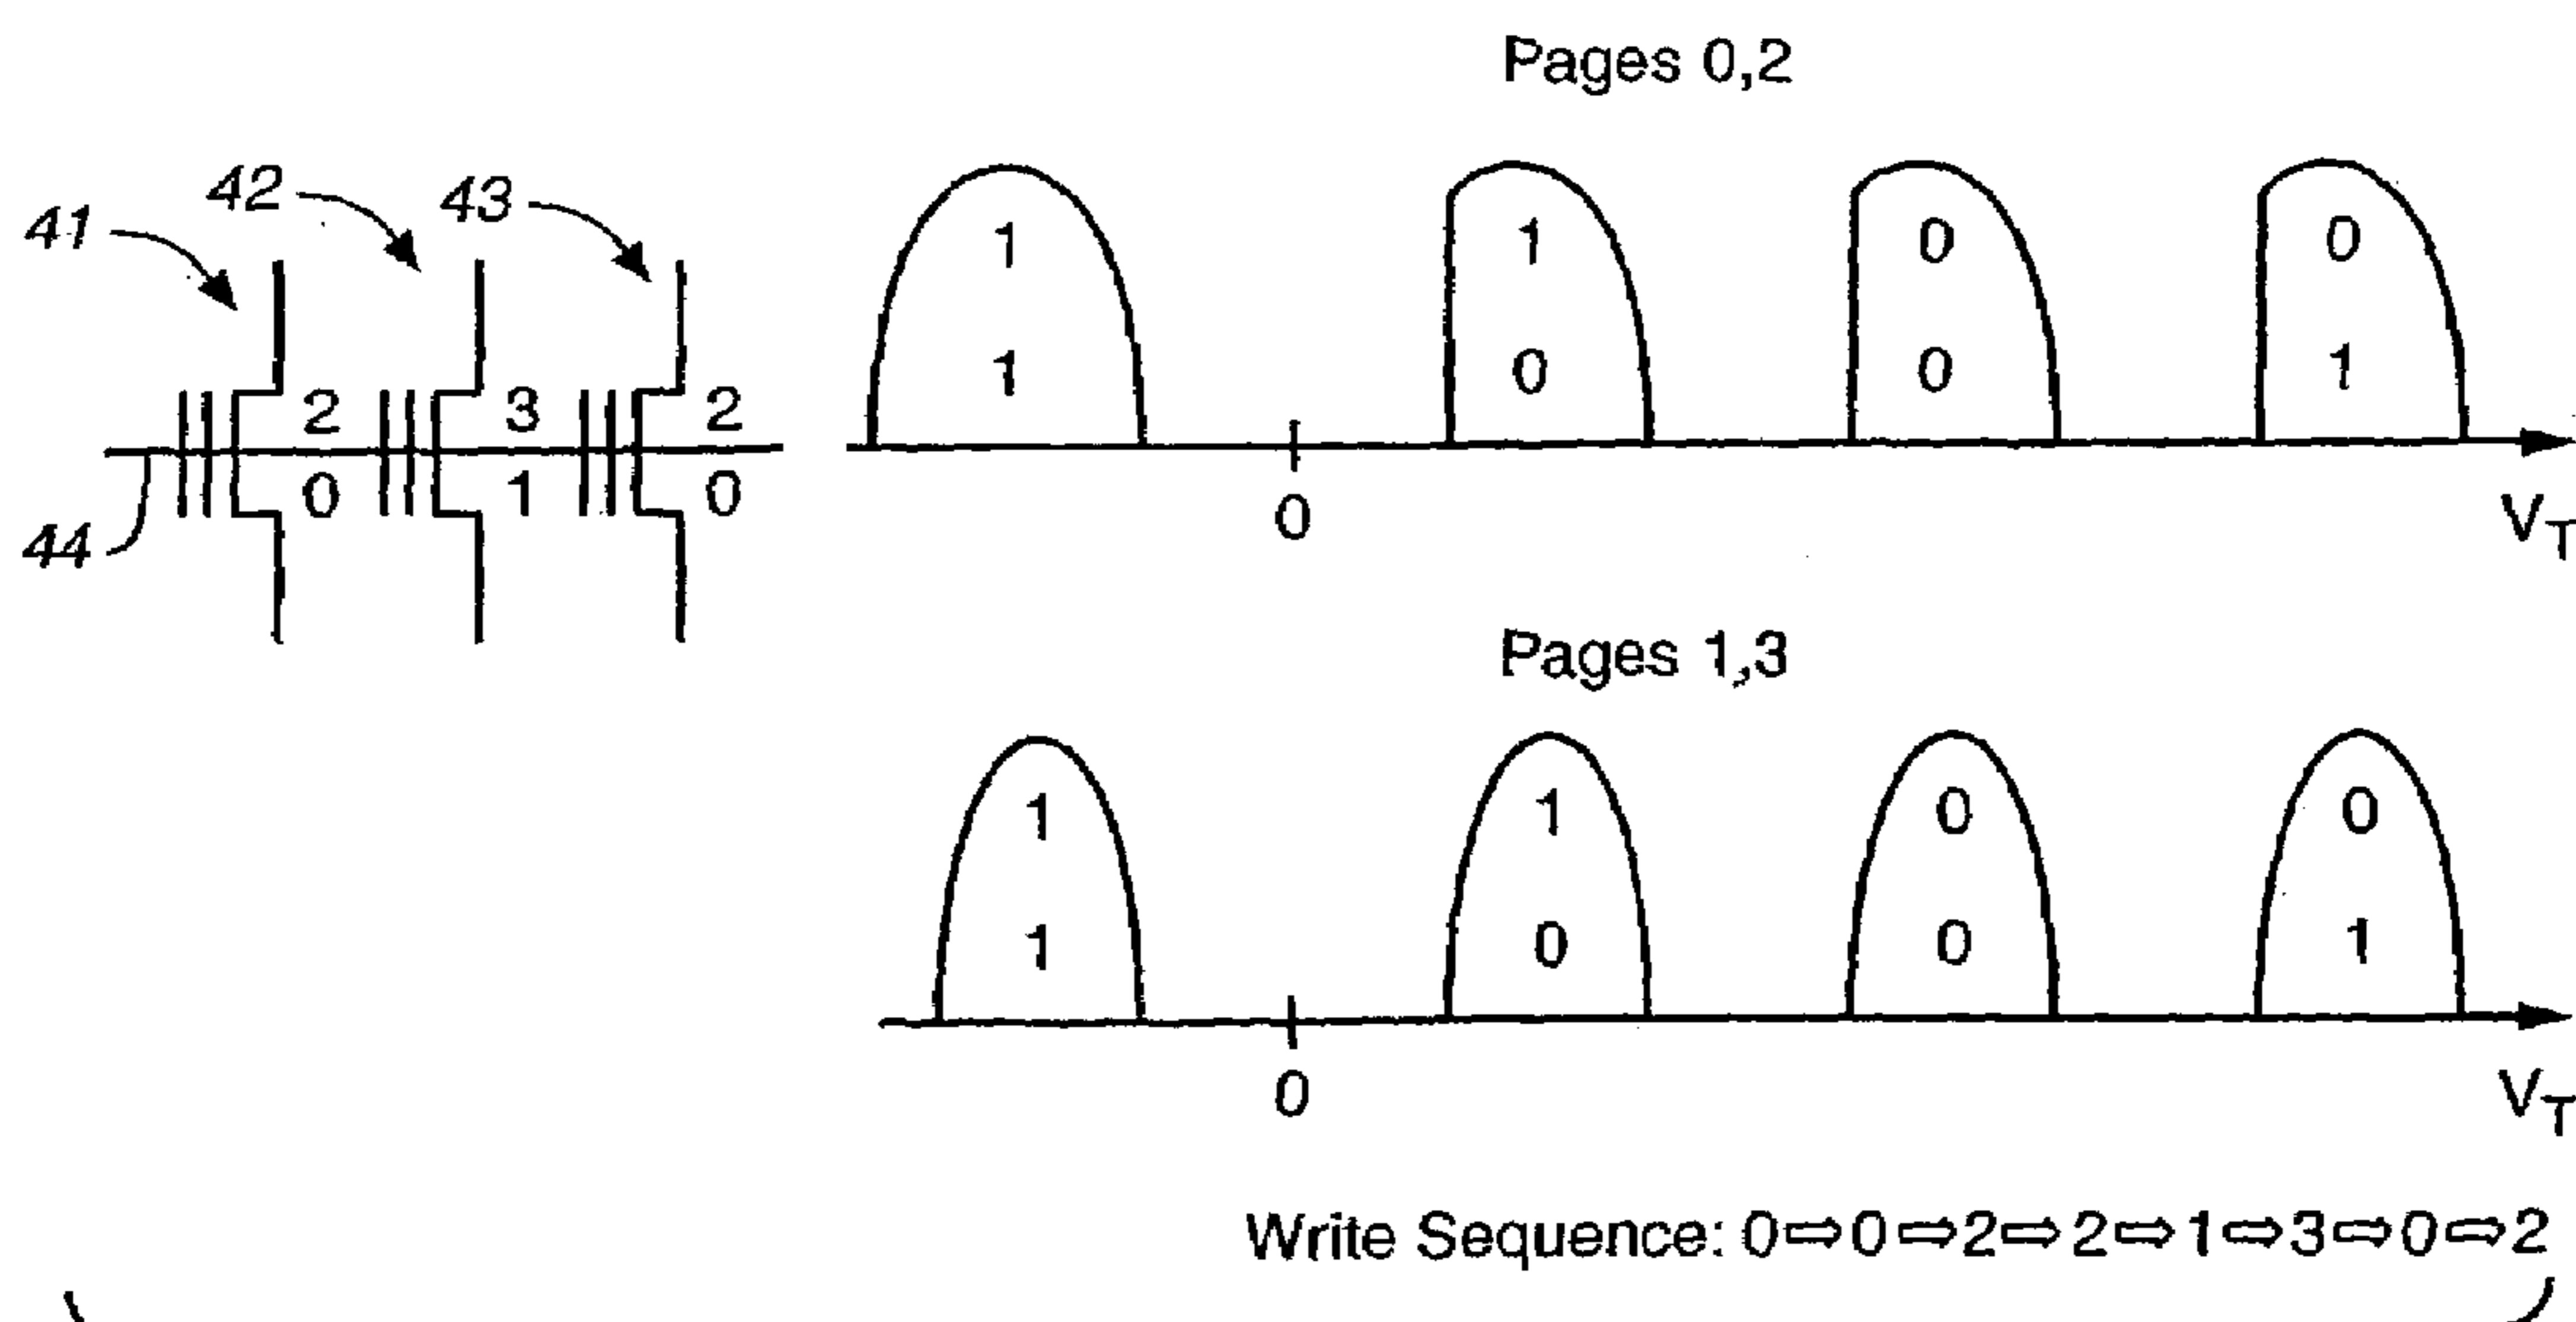 Pages 0,2
41 42 43
1 1 0 0
1 0 0 1
2 3 2
0 1 0
44
0 V_T
Pages 1,3
1 1 0 0
1 0 0 1
0 V_T
Write Sequence: 0⇨0⇨2⇨2⇨1⇨3⇨0⇨2